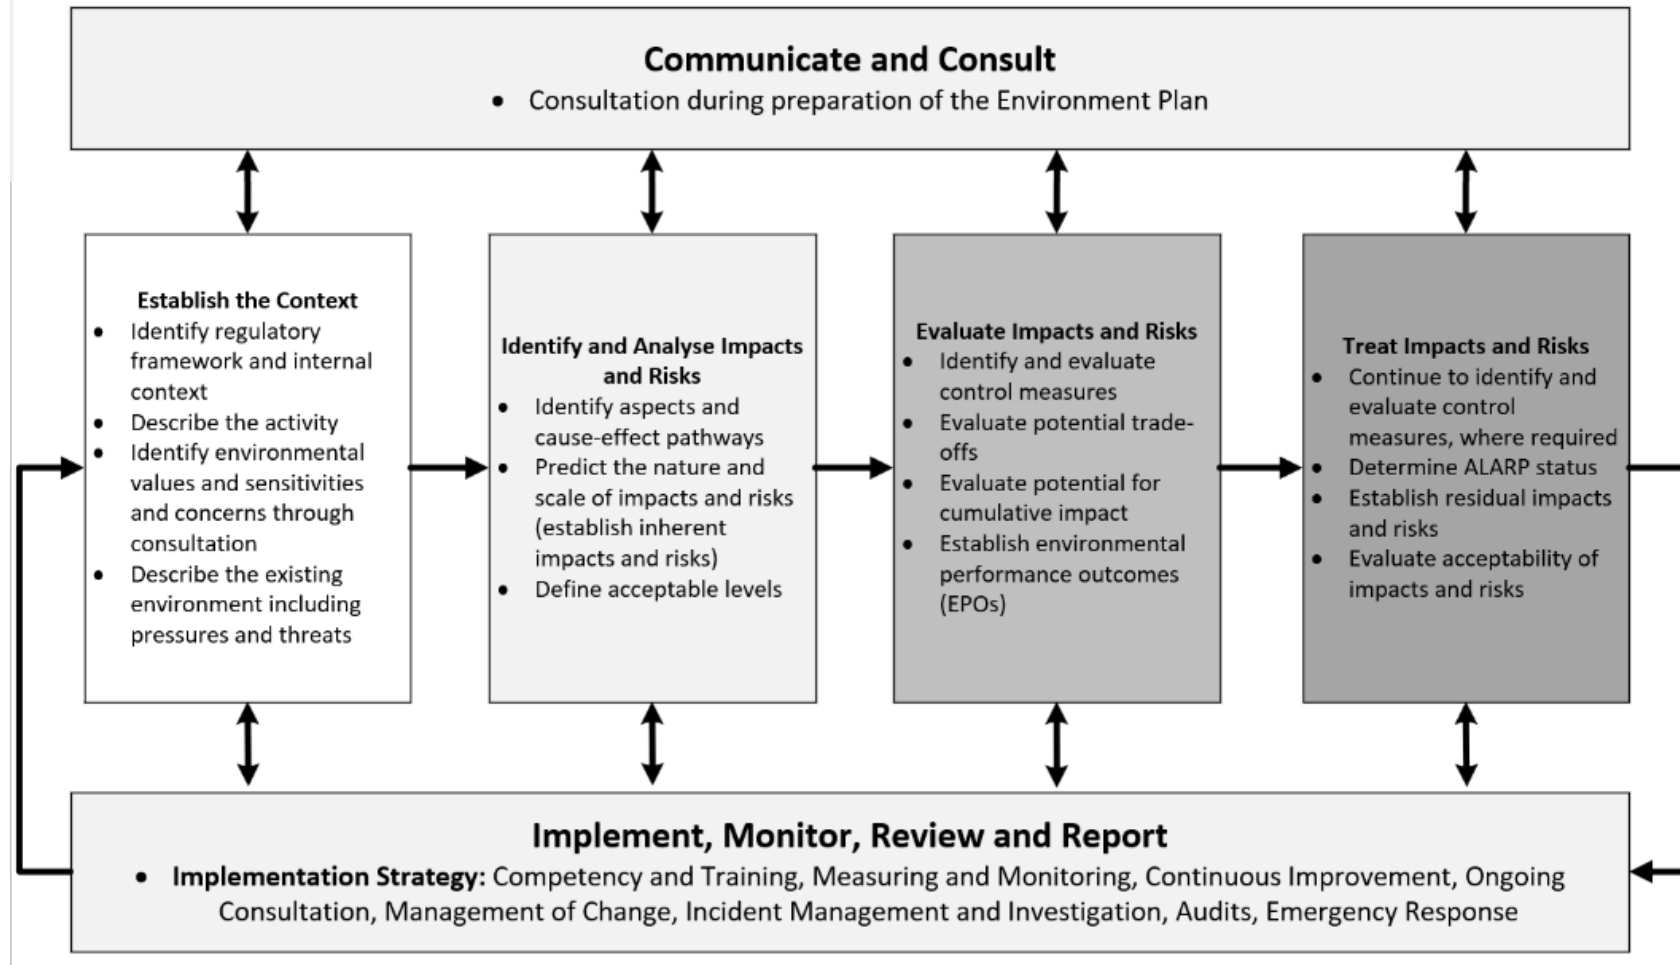 Communicate and Consult
• Consultation during preparation of the Environment Plan
Establish the Context
• Identify regulatory
framework and internal
context
• Describe the activity
• Identify environmental
values and sensitivities
and concerns through
consultation
• Describe the existing
environment including
pressures and threats
Identify and Analyse Impacts
and Risks
• Identify aspects and
cause-effect pathways
• Predict the nature and
scale of impacts and risks
(establish inherent
impacts and risks)
• Define acceptable levels
Evaluate Impacts and Risks
• Identify and evaluate
control measures
• Evaluate potential trade-
offs
• Evaluate potential for
cumulative impact
• Establish environmental
performance outcomes
(EPOs)
Treat Impacts and Risks
• Continue to identify and
evaluate control
measures, where required
• Determine ALARP status
• Establish residual impacts
and risks
• Evaluate acceptability of
impacts and risks
Implement, Monitor, Review and Report
• Implementation Strategy: Competency and Training, Measuring and Monitoring, Continuous Improvement, Ongoing
Consultation, Management of Change, Incident Management and Investigation, Audits, Emergency Response